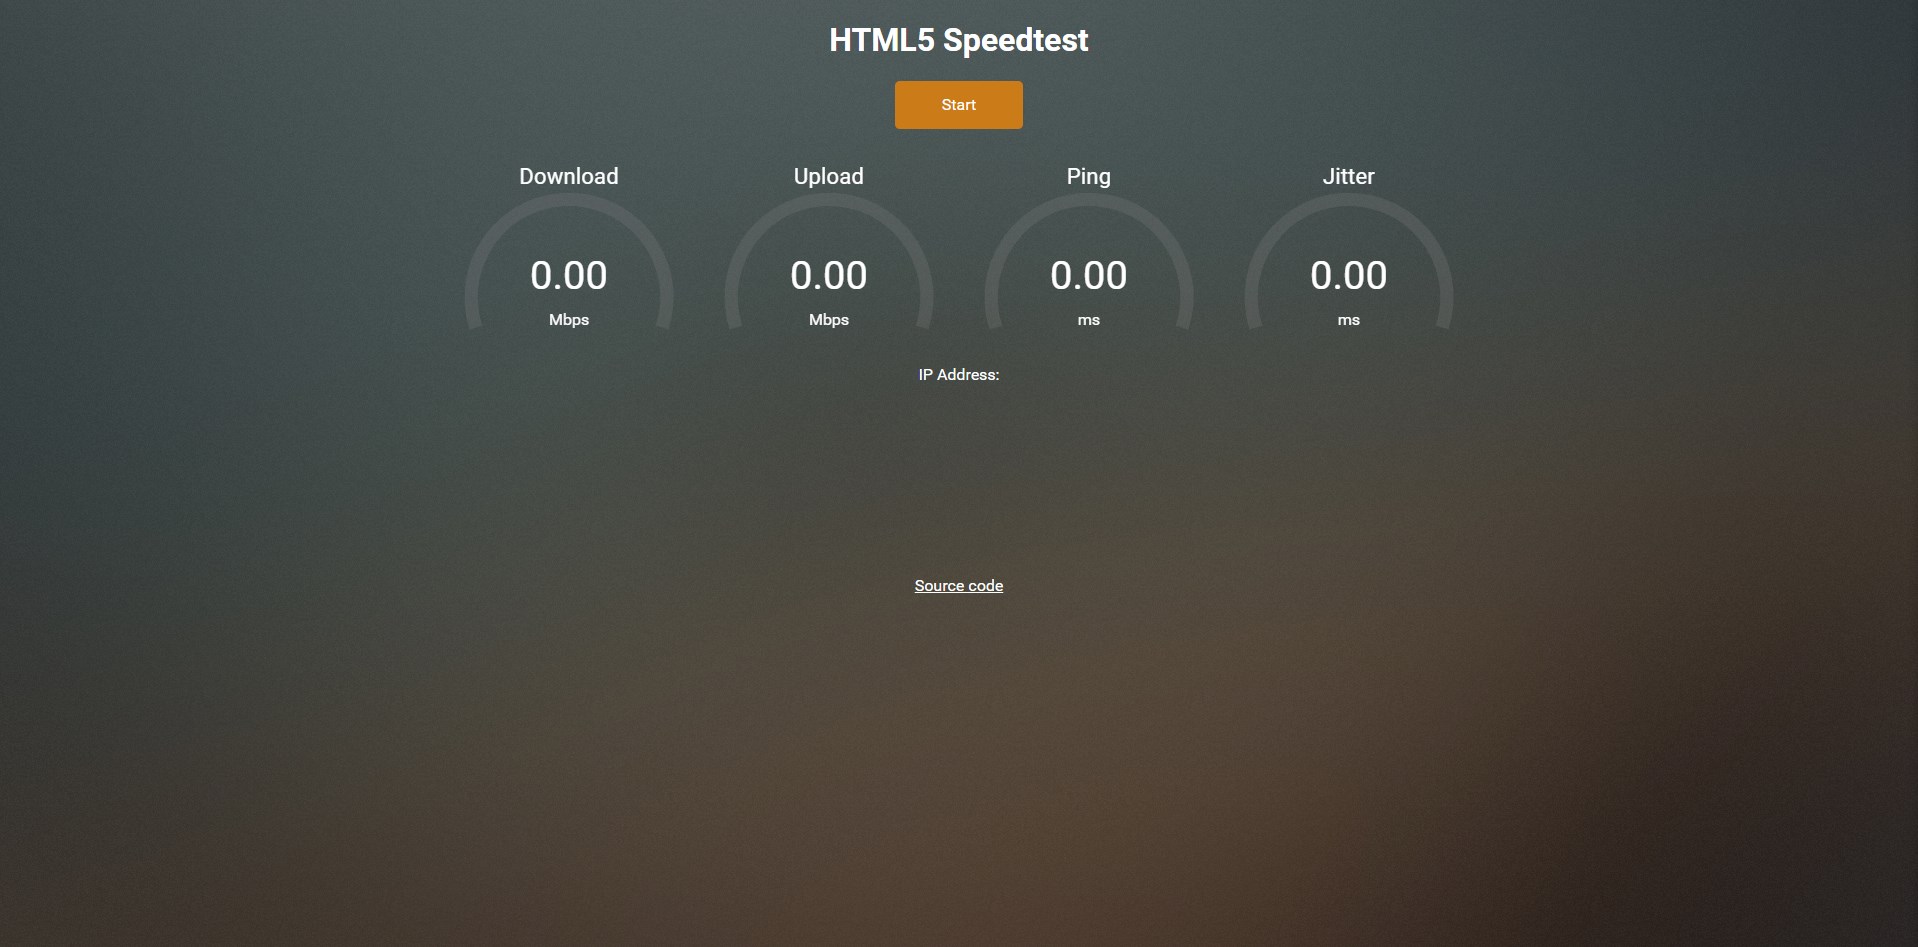 HTML5 Speedtest
Start
Download
Upload
Ping
Jitter
0.00
0.00
0.00
0.00
Mbps
Mbps
ms
ms
IP Address:
Source code